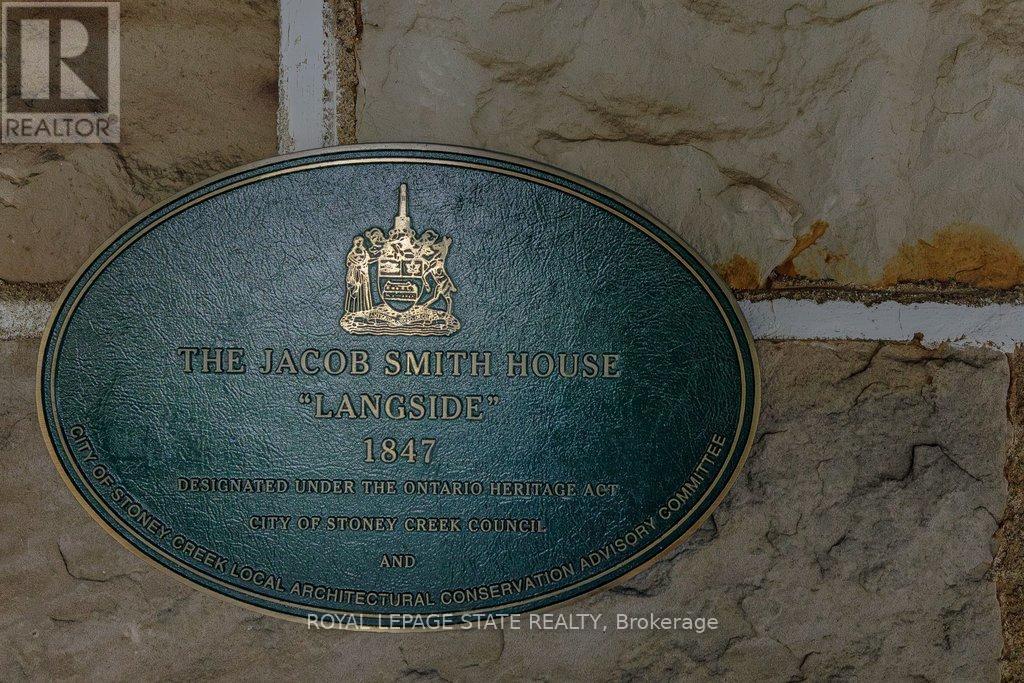 REALTOR®
THE JACOB SMITH HOUSE
"LANGSIDE"
1847
DESIGNATED UNDER THE ONTARIO HERITAGE ACT
CITY OF STONEY CREEK COUNCIL
AND
CITY OF STONEY CREEK LOCAL ARCHITECTURAL CONSERVATION ADVISORY COMMITTEE
ROYAL LEPAGE STATE REALTY, Brokerage